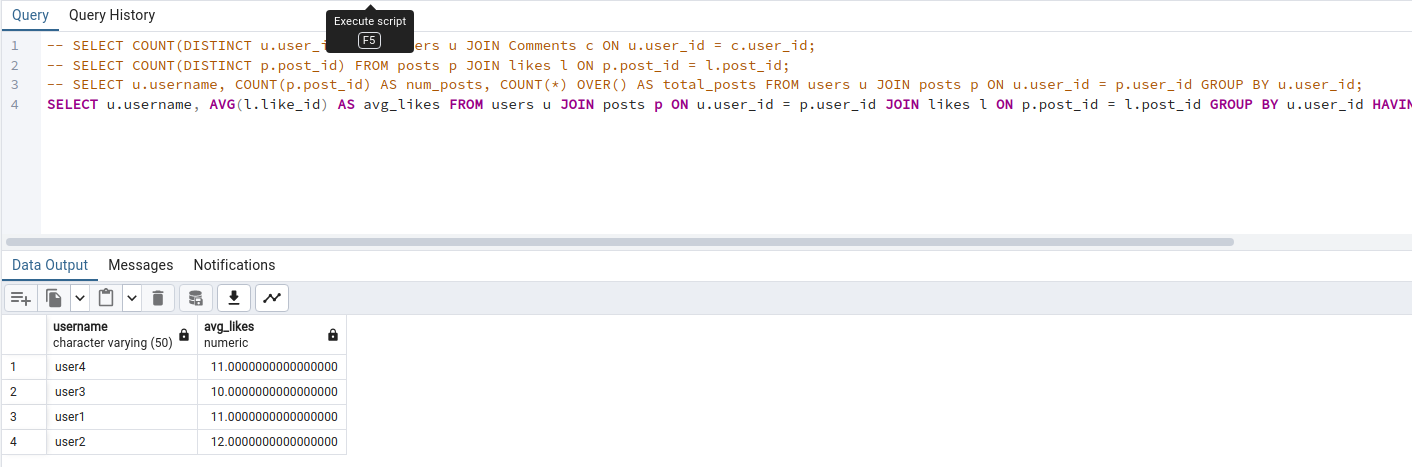 Query Query History
Execute script
F5
1 -- SELECT COUNT(DISTINCT u.user_i ers u JOIN Comments c ON u.user_id = c.user_id;
2 -- SELECT COUNT(DISTINCT p.post_id) FROM posts p JOIN likes l ON p.post_id = l.post_id;
3 -- SELECT u.username, COUNT(p.post_id) AS num_posts, COUNT(*) OVER() AS total_posts FROM users u JOIN posts p ON u.user_id = p.user_id GROUP BY u.user_id;
4 SELECT u.username, AVG(l.like_id) AS avg_likes FROM users u JOIN posts p ON u.user_id = p.user_id JOIN likes l ON p.post_id = l.post_id GROUP BY u.user_id HAVIN
Data Output Messages Notifications
username avg_likes
character varying (50) numeric
1 user4 11.0000000000000000
2 user3 10.0000000000000000
3 user1 11.0000000000000000
4 user2 12.0000000000000000